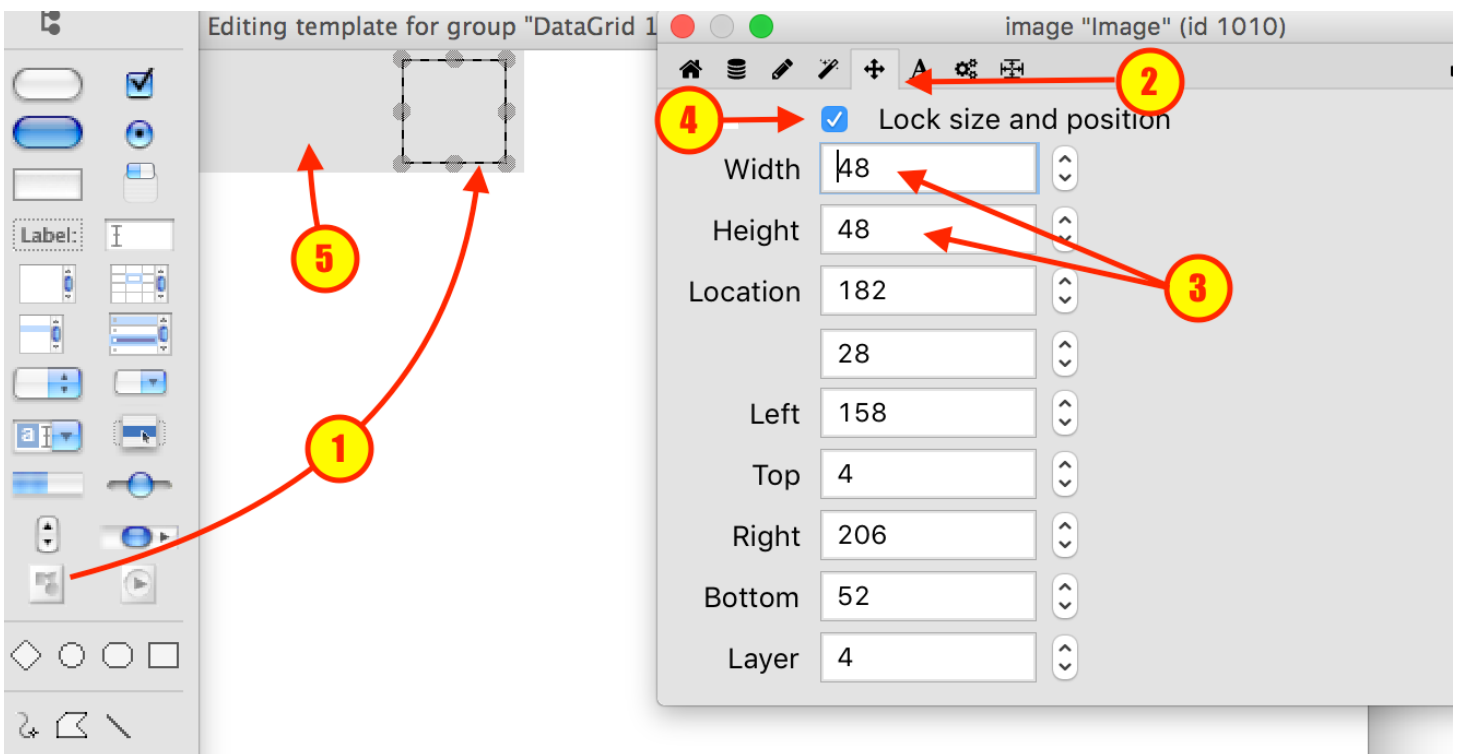 Editing template for group "DataGrid 1
image "Image" (id 1010)
2
4
Lock size and position
Width 48
Height 48
3
Location 182
28
Left 158
Top 4
Right 206
Bottom 52
Layer 4
5
1
Label:
a
A